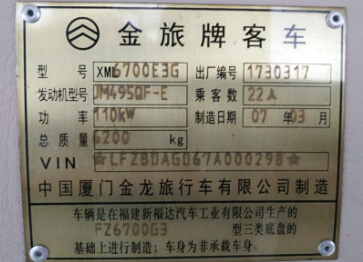 金旅牌客车
型号 XML6700E3G 出厂编号 1730317
发动机型号 JM495QF-E 乘客数 22人
功率 110kW 制造日期 07年03月
总质量 6200 kg
VIN ☆LFZBDAGD67A000298☆
中国厦门金龙旅行车有限公司制造
车辆是在福建新福达汽车工业有限公司生产的
FZ6700G3 型三类底盘的
基础上进行制造；车身为非承载车身。